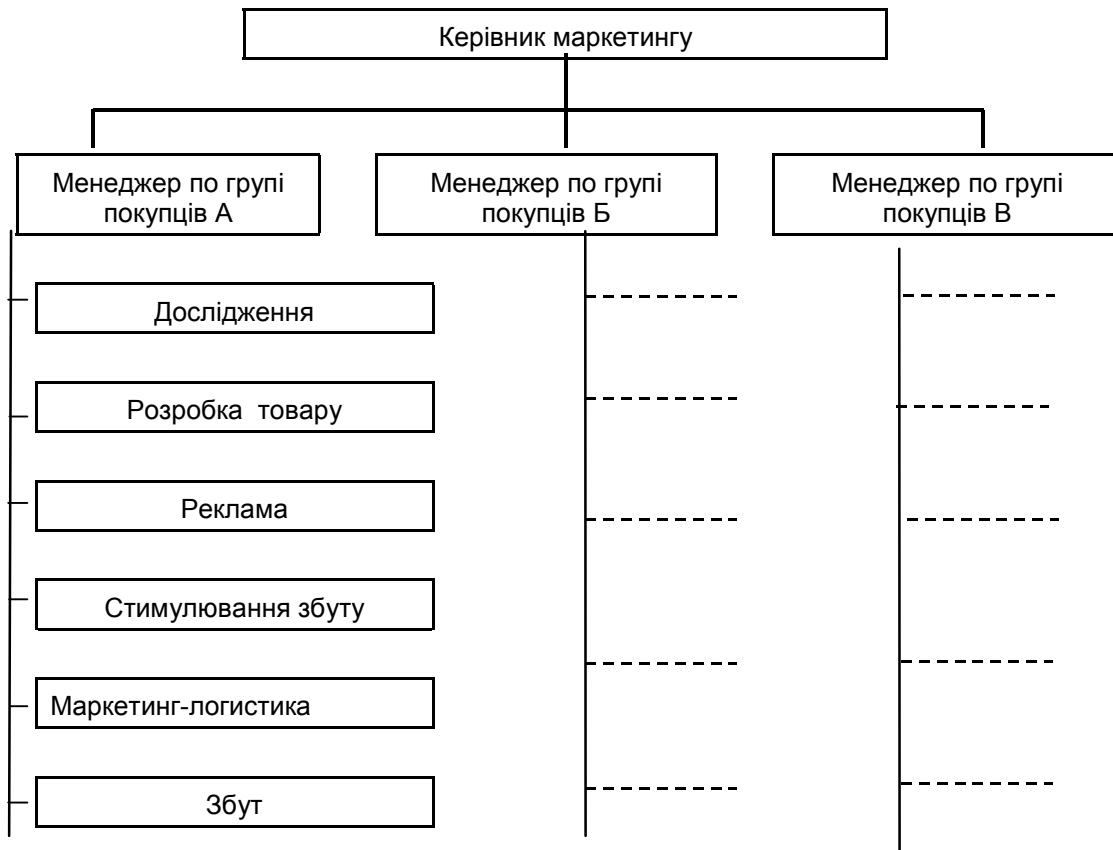 Керівник маркетингу
Менеджер по групі
покупців А
Менеджер по групі
покупців Б
Менеджер по групі
покупців В
Дослідження
Розробка товару
Реклама
Стимулювання збуту
Маркетинг-логистика
Збут